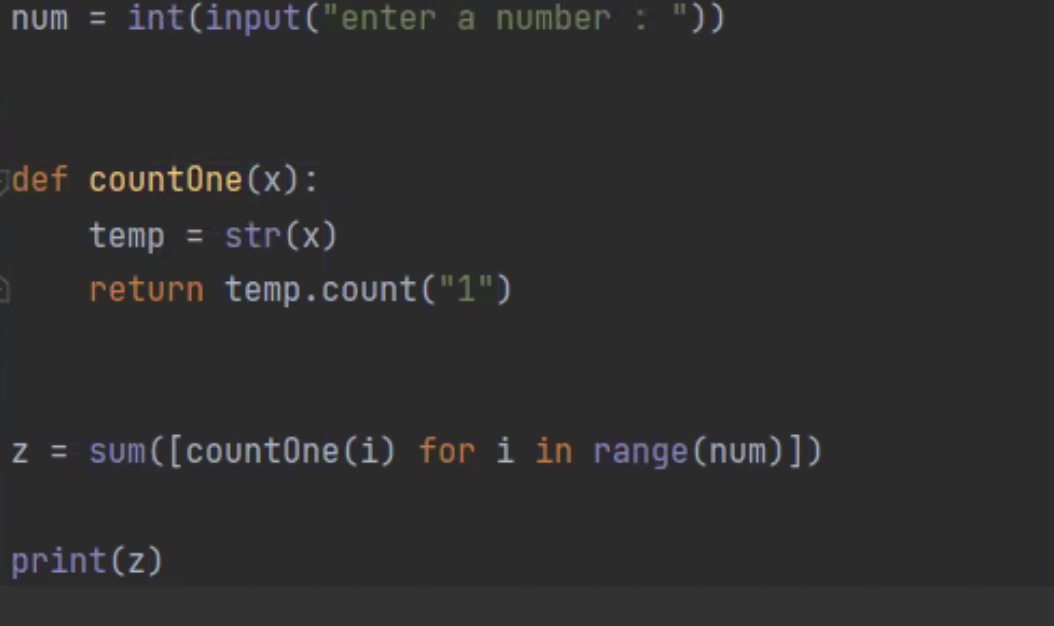 num = int(input("enter a number : "))
def countOne(x):
    temp = str(x)
    return temp.count("1")
z = sum([countOne(i) for i in range(num)])
print(z)